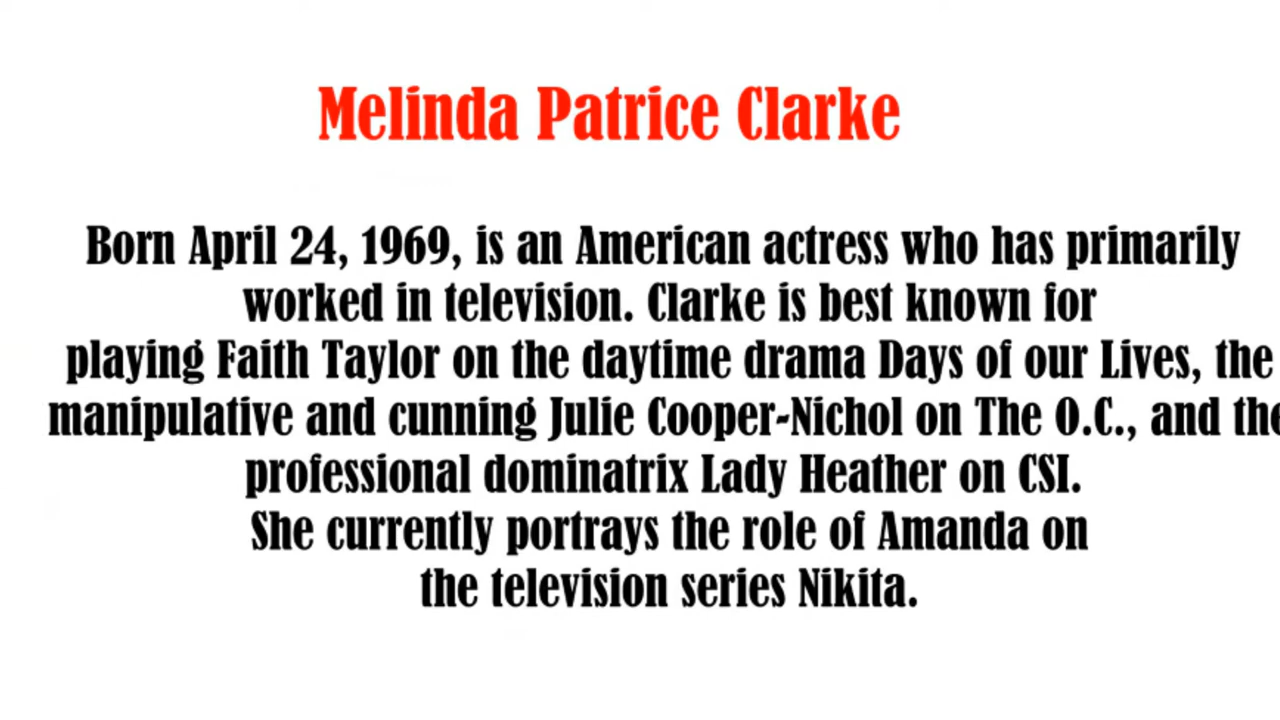 Melinda Patrice Clarke
Born April 24, 1969, is an American actress who has primarily
worked in television. Clarke is best known for
playing Faith Taylor on the daytime drama Days of our Lives, the
manipulative and cunning Julie Cooper-Nichol on The O.C., and the
professional dominatrix Lady Heather on CSI.
She currently portrays the role of Amanda on
the television series Nikita.